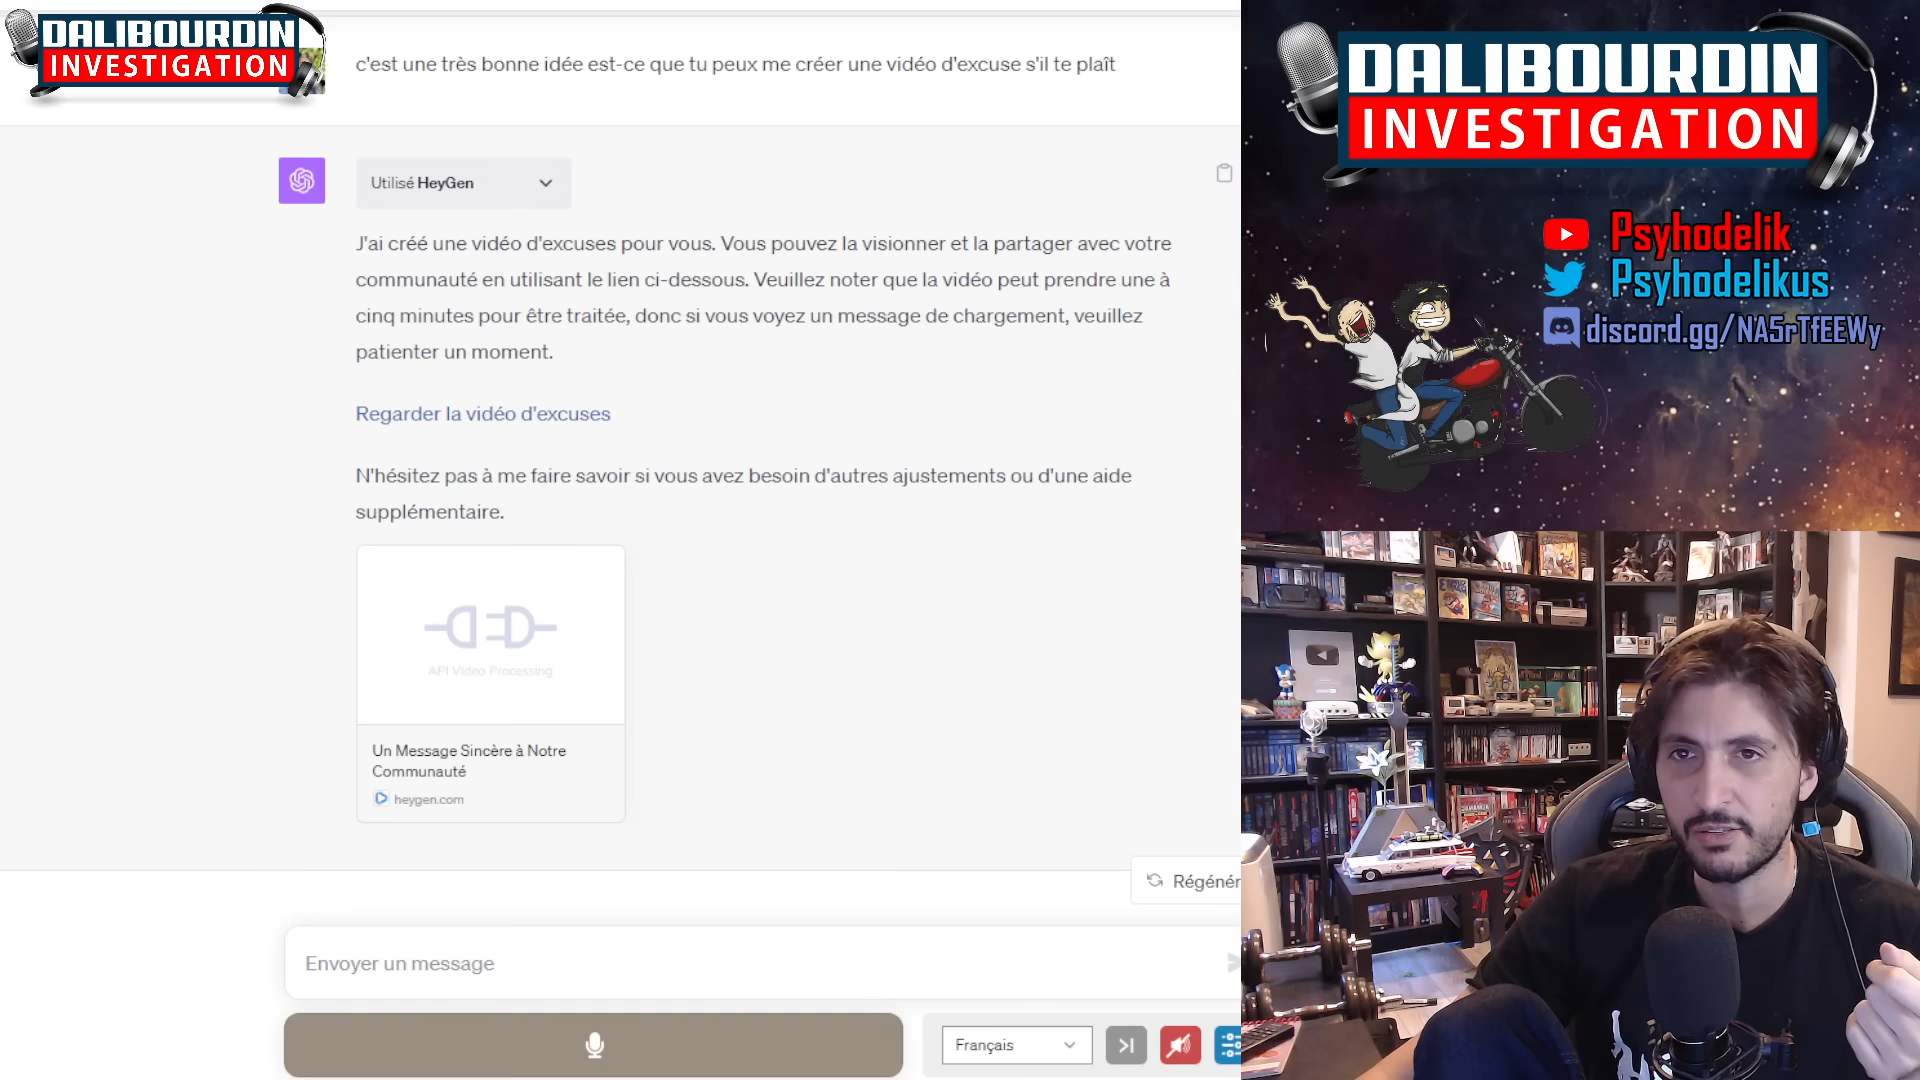 DALIBOURDIN
INVESTIGATION
c'est une très bonne idée est-ce que tu peux me créer une vidéo d'excuse s'il te plaît
Utilisé HeyGen
J'ai créé une vidéo d'excuses pour vous. Vous pouvez la visionner et la partager avec votre
communauté en utilisant le lien ci-dessous. Veuillez noter que la vidéo peut prendre une à
cinq minutes pour être traitée, donc si vous voyez un message de chargement, veuillez
patienter un moment.
Regarder la vidéo d'excuses
N'hésitez pas à me faire savoir si vous avez besoin d'autres ajustements ou d'une aide
supplémentaire.
API Video Processing
Un Message Sincère à Notre
Communauté
heygen.com
Régénér
Envoyer un message
Français
DALIBOURDIN
INVESTIGATION
Psyhodelik
Psyhodelikus
discord.gg/NA5rTfEEWy